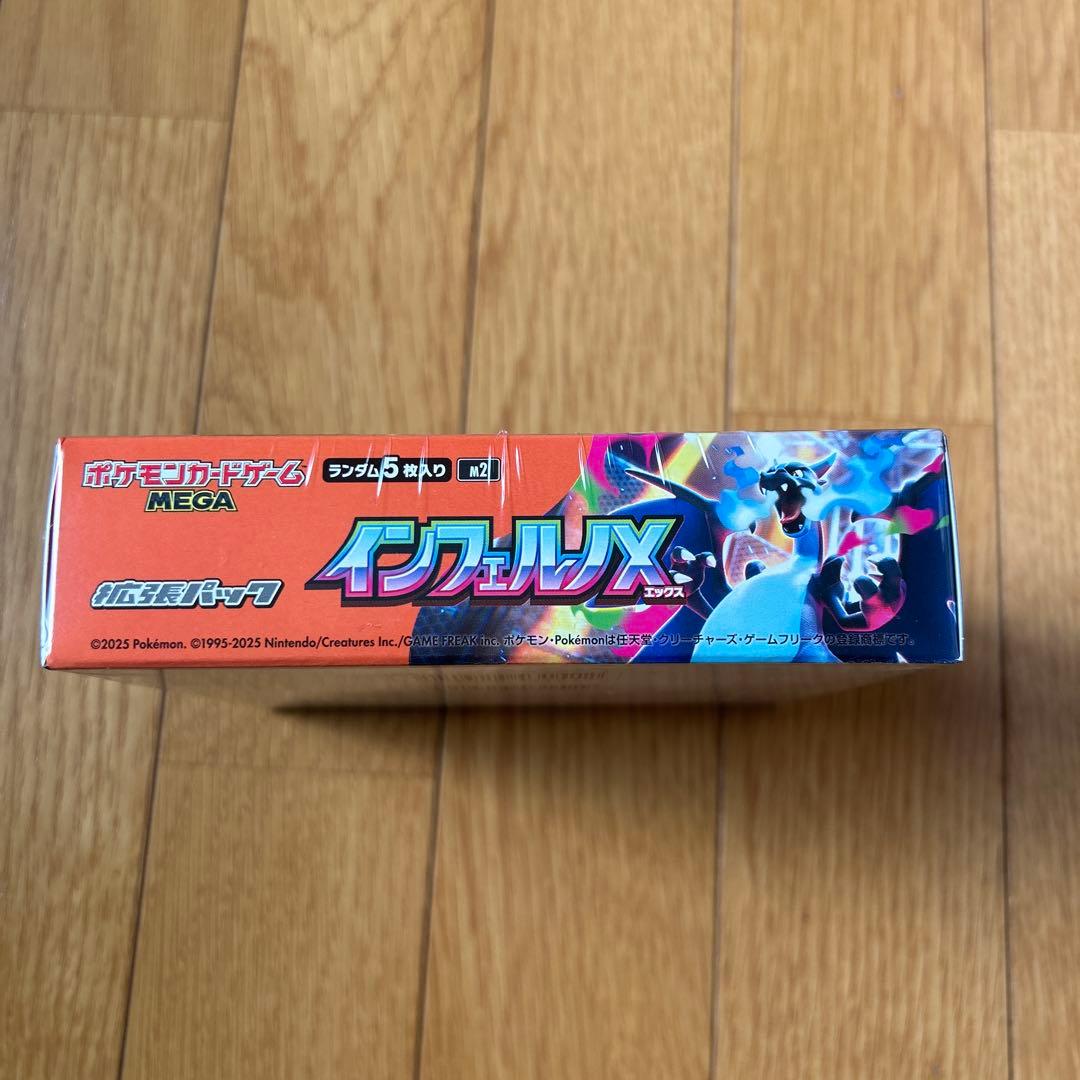 ポケモンカードゲーム
MEGA
ランダム5枚入り
M2
インフェルノX
エックス
拡張パック
©2025 Pokémon. ©1995-2025 Nintendo/Creatures Inc./GAME FREAK inc. ポケモン・Pokémonは任天堂・クリーチャーズ・ゲームフリークの登録商標です。